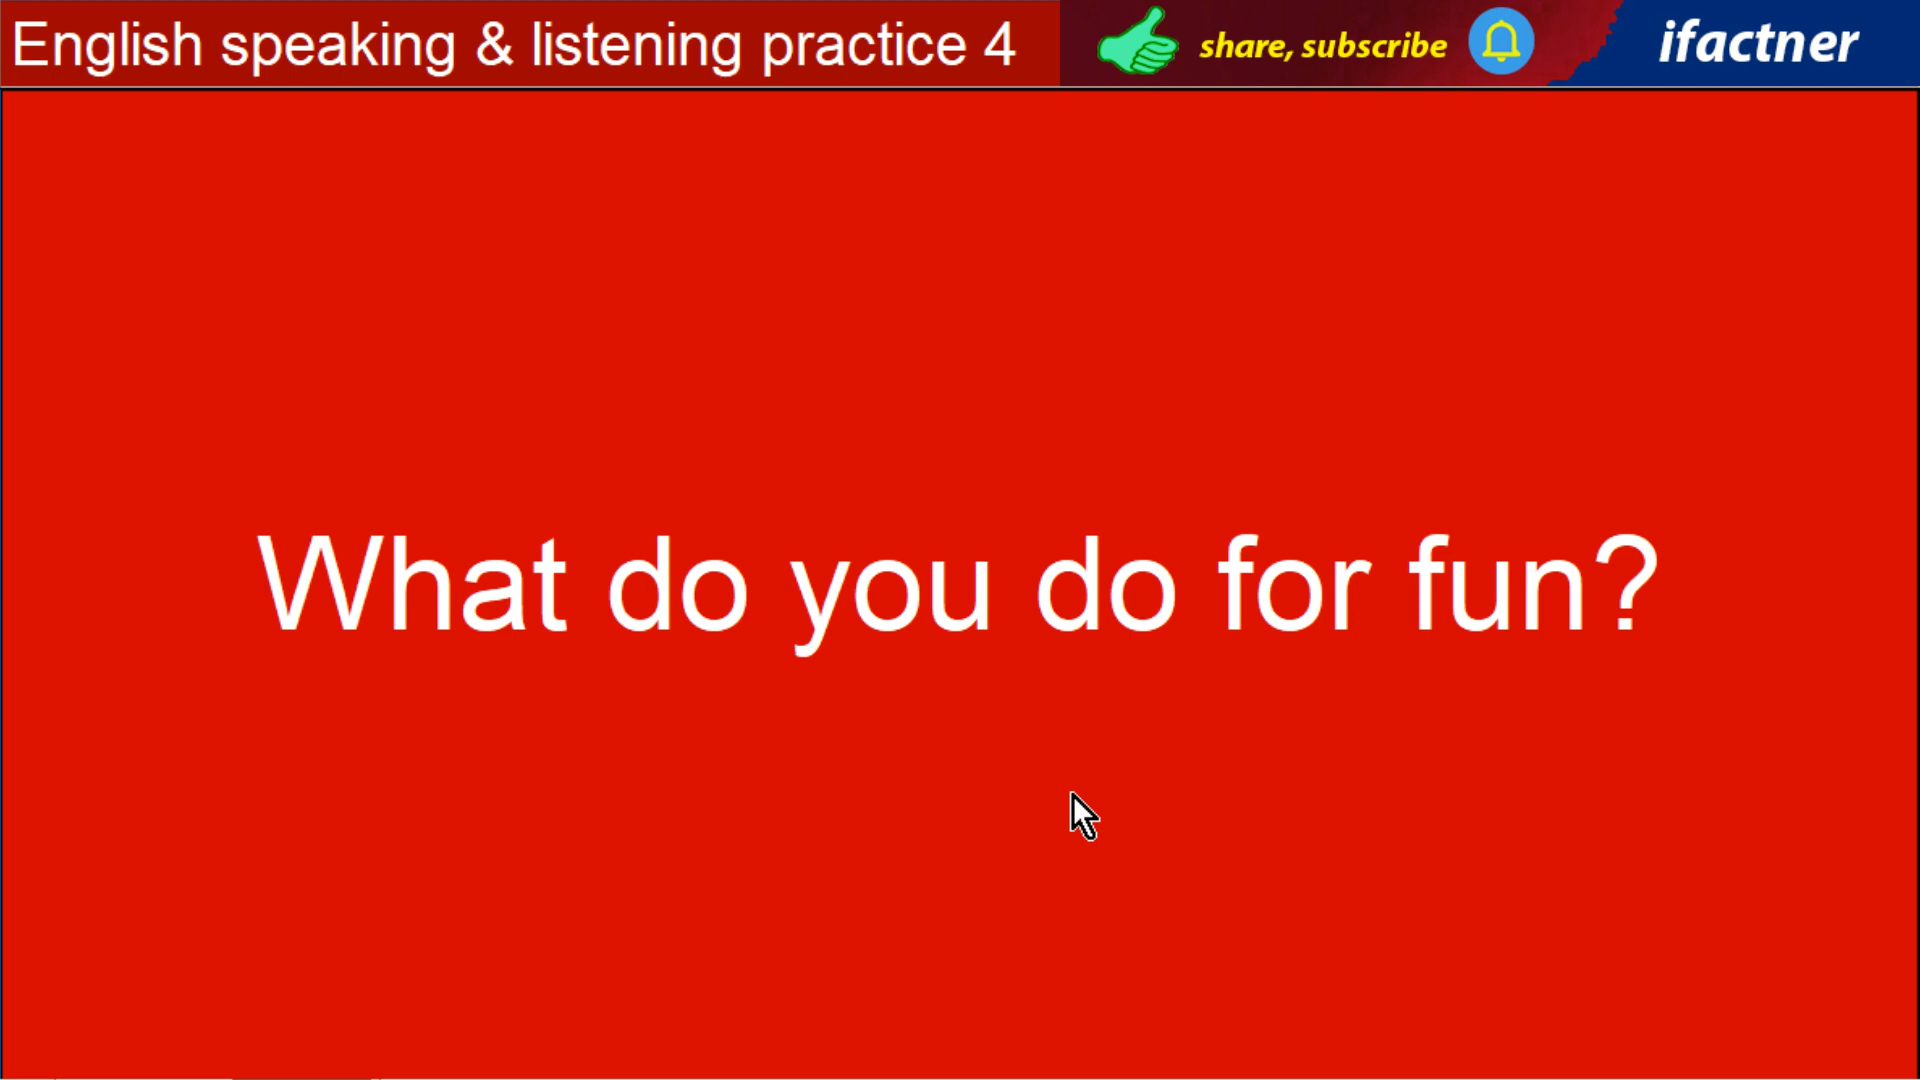 English speaking & listening practice 4
share, subscribe
ifactner
What do you do for fun?